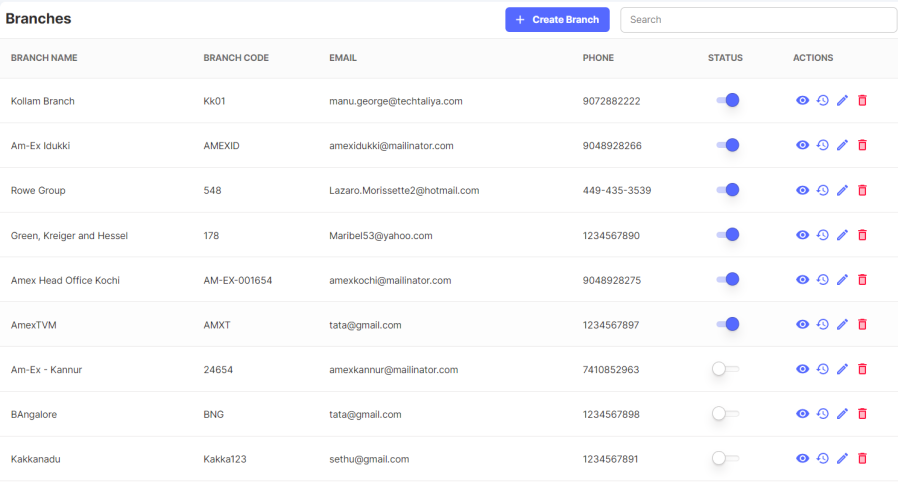 Branches
+ Create Branch
Search
BRANCH NAME BRANCH CODE EMAIL PHONE STATUS ACTIONS
Kollam Branch Kk01 manu.george@techtaliya.com 9072882222
Am-Ex Idukki AMEXID amexidukki@mailinator.com 9048928266
Rowe Group 548 Lazaro.Morissette2@hotmail.com 449-435-3539
Green, Kreiger and Hessel 178 Maribel53@yahoo.com 1234567890
Amex Head Office Kochi AM-EX-001654 amexkochi@mailinator.com 9048928275
AmexTVM AMXT tata@gmail.com 1234567897
Am-Ex - Kannur 24654 amexkannur@mailinator.com 7410852963
BAngalore BNG tata@gmail.com 1234567898
Kakkanadu Kakka123 sethu@gmail.com 1234567891